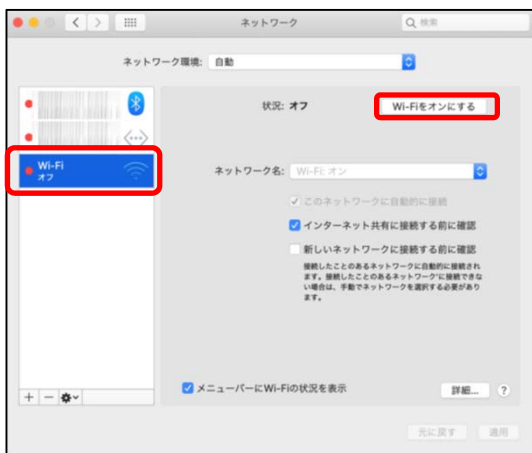 ネットワーク
検索
ネットワーク環境: 自動
状況: オフ
Wi-Fiをオンにする
Wi-Fi
オフ
ネットワーク名: Wi-Fi: オン
このネットワークに自動的に接続
インターネット共有に接続する前に確認
新しいネットワークに接続する前に確認
接続したことのあるネットワークに自動的に接続され
ます。接続したことのあるネットワークに接続できな
い場合は、手動でネットワークを選択する必要があり
ます。
メニューバーにWi-Fiの状況を表示
詳細... ?
元に戻す 適用